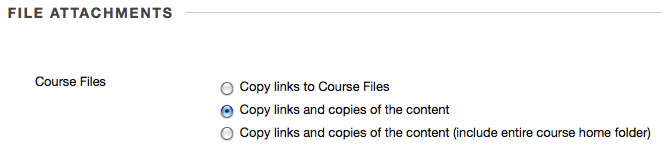 FILE ATTACHMENTS
Course Files
Copy links to Course Files
Copy links and copies of the content
Copy links and copies of the content (include entire course home folder)